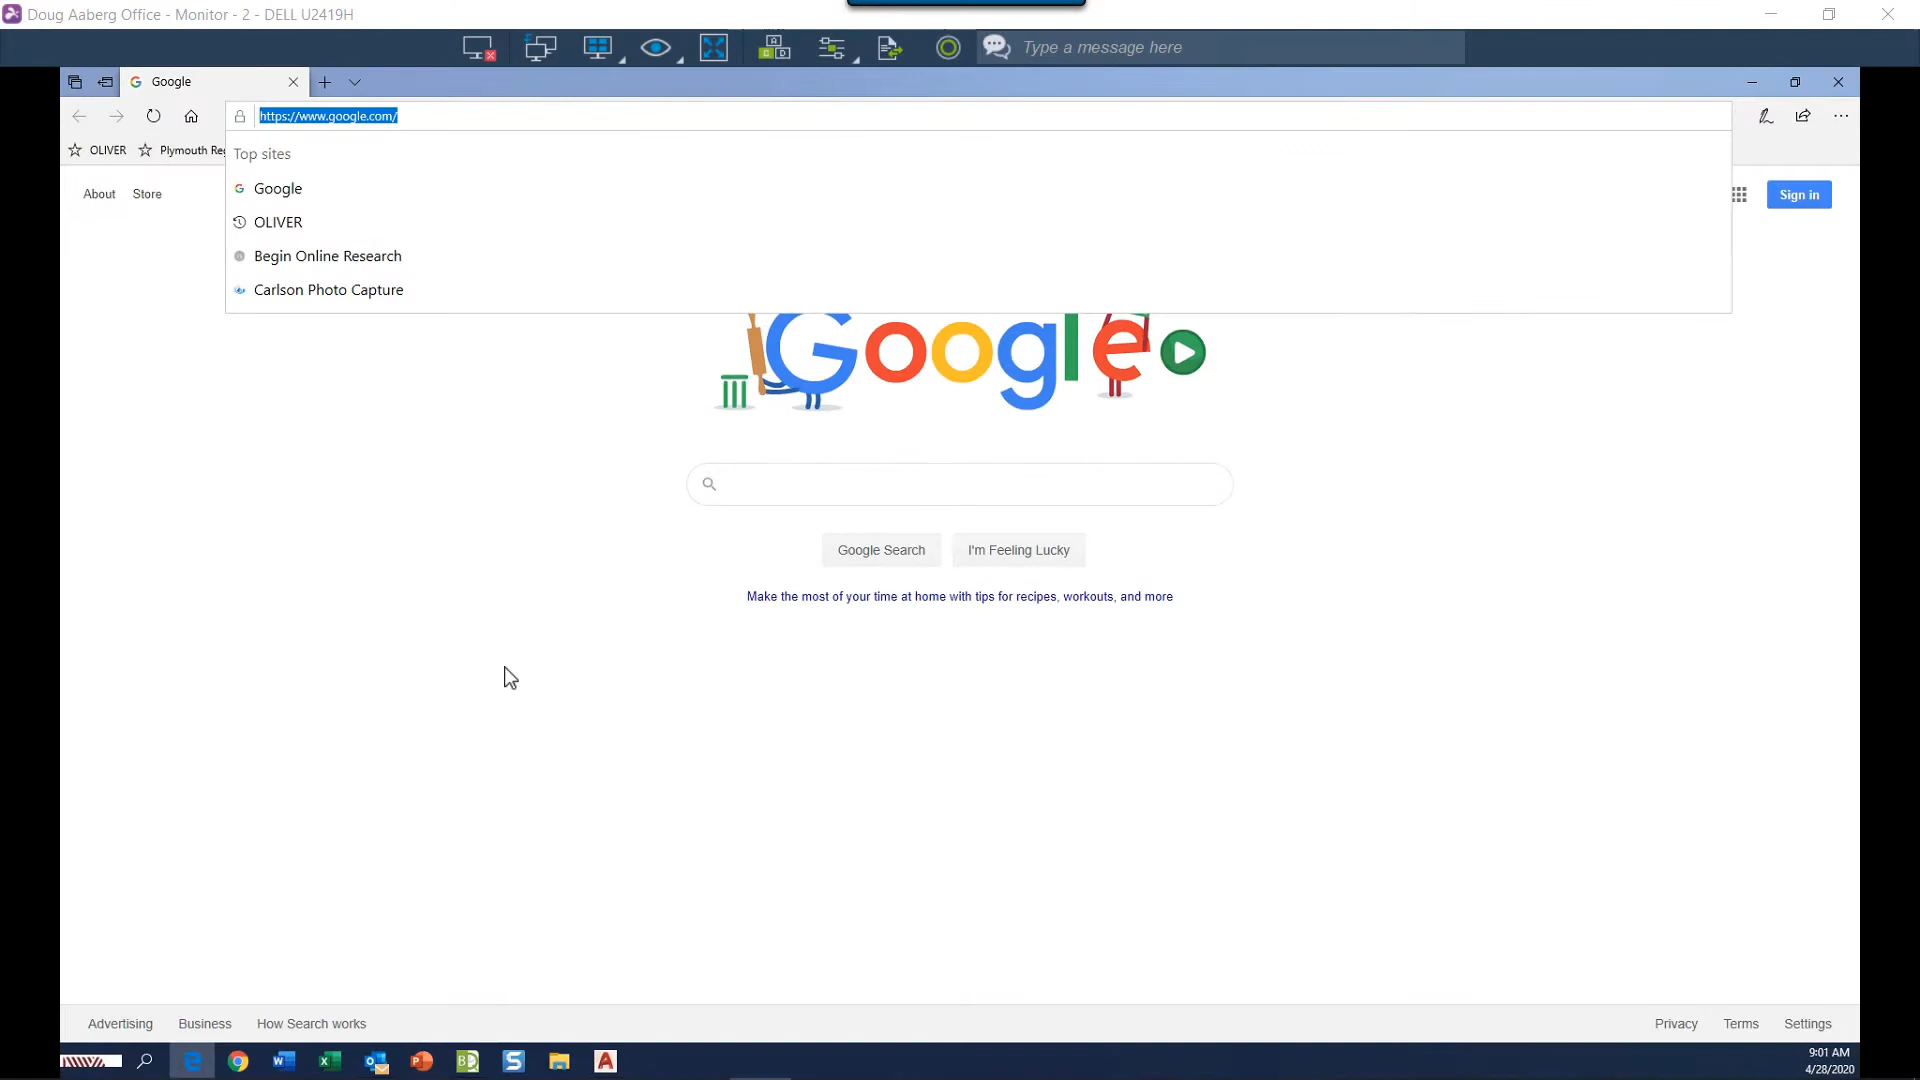 Doug Aaberg Office - Monitor - 2 - DELL U2419H
Type a message here
Google
https://www.google.com/
OLIVER
Plymouth Reg
Top sites
Google
OLIVER
Begin Online Research
Carlson Photo Capture
About
Store
Sign in
Google
Google Search
I'm Feeling Lucky
Make the most of your time at home with tips for recipes, workouts, and more
Advertising
Business
How Search works
Privacy
Terms
Settings
9:01 AM
4/28/2020